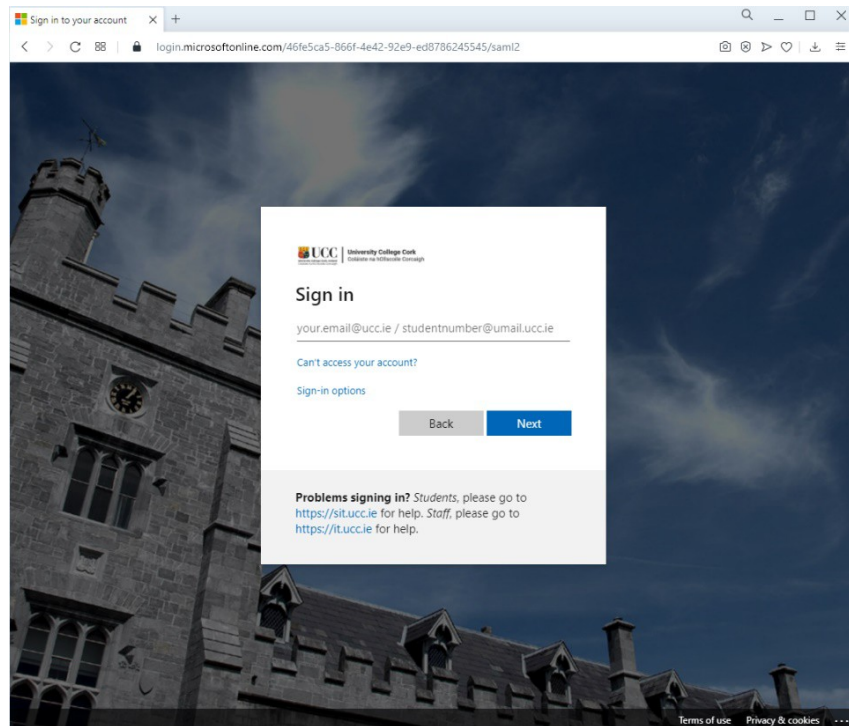 Sign in to your account
login.microsoftonline.com/46fe5ca5-866f-4e42-92e9-ed8786245545/saml2
UCC
University College Cork
Coláiste na hOllscoile Corcaigh
Sign in
your.email@ucc.ie / studentnumber@umail.ucc.ie
Can't access your account?
Sign-in options
Back
Next
Problems signing in? Students, please go to
https://sit.ucc.ie for help. Staff, please go to
https://it.ucc.ie for help.
Terms of use
Privacy & cookies